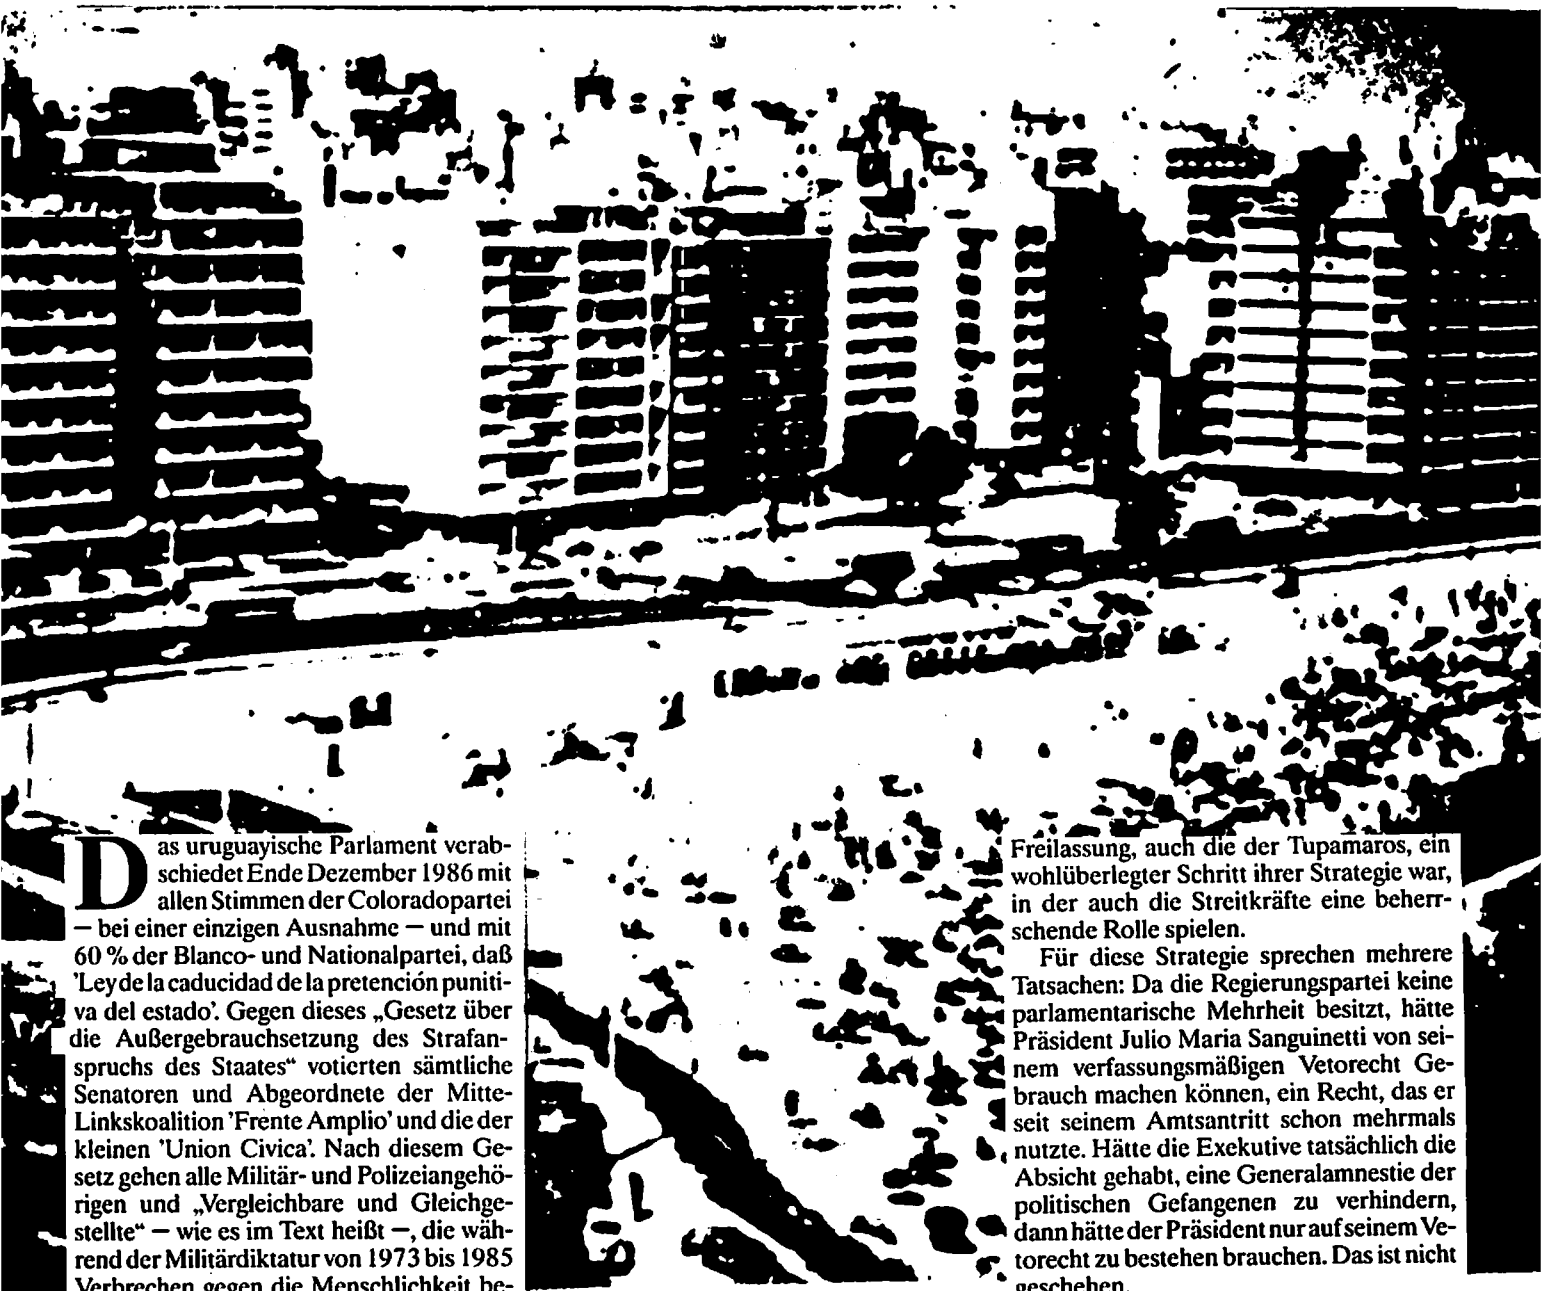 Das uruguayische Parlament verab-
schiedet Ende Dezember 1986 mit
allen Stimmen der Coloradopartei
— bei einer einzigen Ausnahme — und mit
60 % der Blanco- und Nationalpartei, daß
'Ley de la caducidad de la pretención puniti-
va del estado'. Gegen dieses „Gesetz über
die Außergebrauchsetzung des Strafan-
spruchs des Staates“ votierten sämtliche
Senatoren und Abgeordnete der Mitte-
Linkskoalition 'Frente Amplio' und die der
kleinen 'Union Civica'. Nach diesem Ge-
setz gehen alle Militär- und Polizeiangehö-
rigen und „Vergleichbare und Gleichge-
stellte“ — wie es im Text heißt —, die wäh-
rend der Militärdiktatur von 1973 bis 1985
Verbrechen gegen die Menschlichkeit be-
Freilassung, auch die der Tupamaros, ein
wohlüberlegter Schritt ihrer Strategie war,
in der auch die Streitkräfte eine beherr-
schende Rolle spielen.
Für diese Strategie sprechen mehrere
Tatsachen: Da die Regierungspartei keine
parlamentarische Mehrheit besitzt, hätte
Präsident Julio Maria Sanguinetti von sei-
nem verfassungsmäßigen Vetorecht Ge-
brauch machen können, ein Recht, das er
seit seinem Amtsantritt schon mehrmals
nutzte. Hätte die Exekutive tatsächlich die
Absicht gehabt, eine Generalamnestie der
politischen Gefangenen zu verhindern,
dann hätte der Präsident nur auf seinem Ve-
torecht zu bestehen brauchen. Das ist nicht
geschehen.